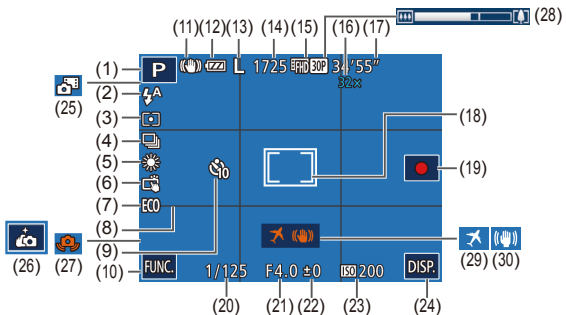 (11) (12) (13) (14) (15) (16) (17) (28)
(1) P L 1725 FHD 30P 34'55"
32×
(25) (2) A
(3) (18)
(4)
(5) (19)
(6) 10
(7) ECO
(8)
(26) (27) (9) (29) (30)
(10) FUNC. 1/125 F4.0 ±0 ISO 200 DISP.
(20) (21) (22) (23) (24)